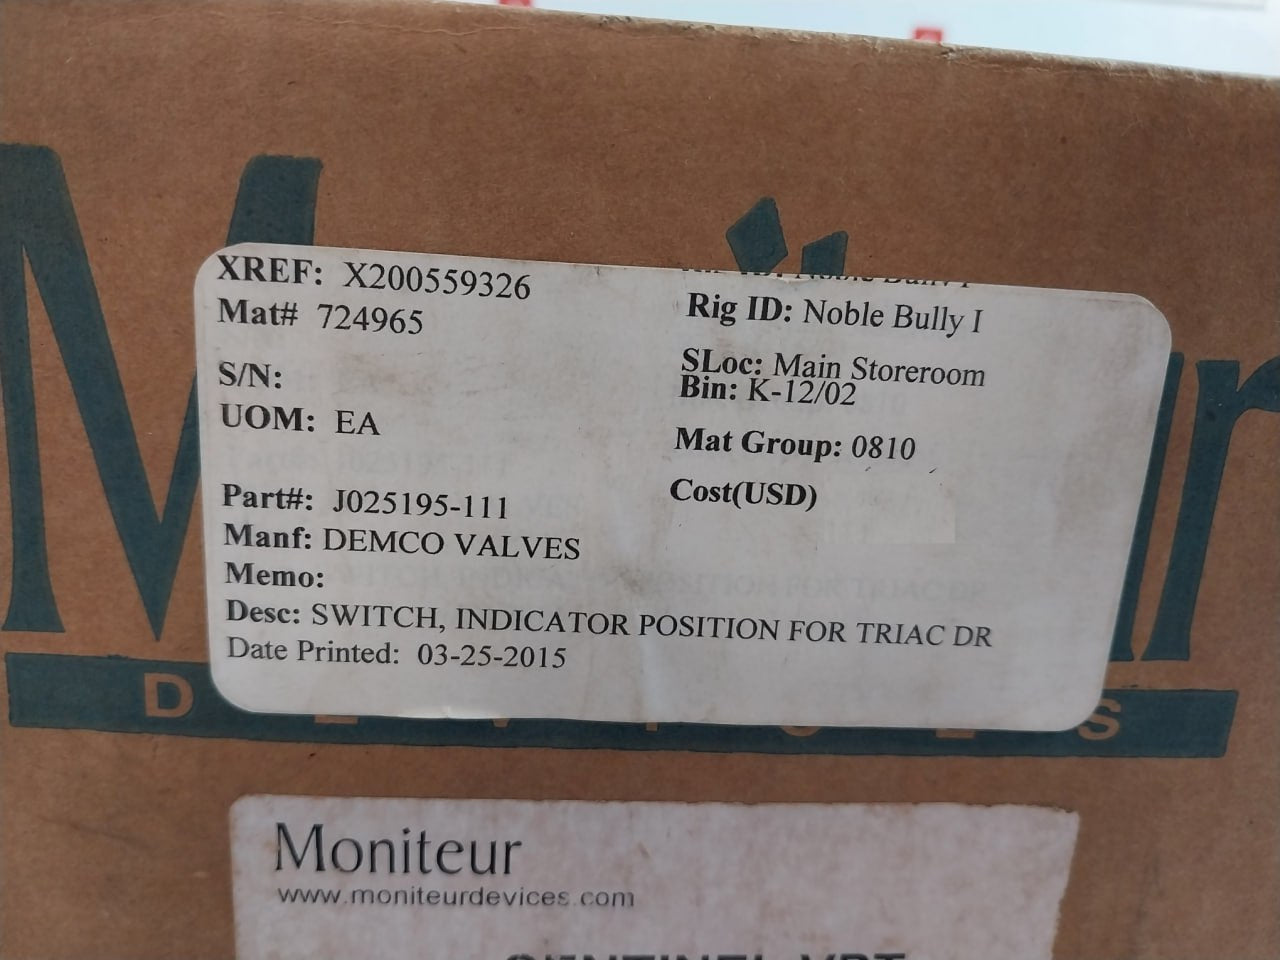 XREF: X200559326
Mat# 724965
S/N:
UOM: EA
Part#: J025195-111
Manf: DEMCO VALVES
Memo:
Desc: SWITCH, INDICATOR POSITION FOR TRIAC DR
Date Printed: 03-25-2015
Rig ID: Noble Bully I
SLoc: Main Storeroom
Bin: K-12/02
Mat Group: 0810
Cost(USD)
Moniteur
www.moniteurdevices.com